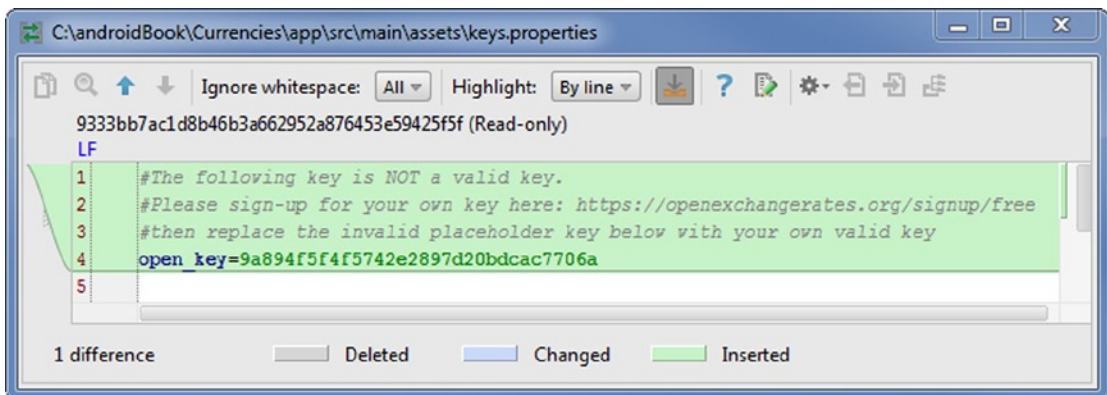 C:\androidBook\Currencies\app\src\main\assets\keys.properties
Ignore whitespace: All Highlight: By line ?
9333bb7ac1d8b46b3a662952a876453e59425f5f (Read-only)
LF
1 #The following key is NOT a valid key.
2 #Please sign-up for your own key here: https://openexchangerates.org/signup/free
3 #then replace the invalid placeholder key below with your own valid key
4 open_key=9a894f5f4f5742e2897d20bdcac7706a
5
1 difference Deleted Changed Inserted